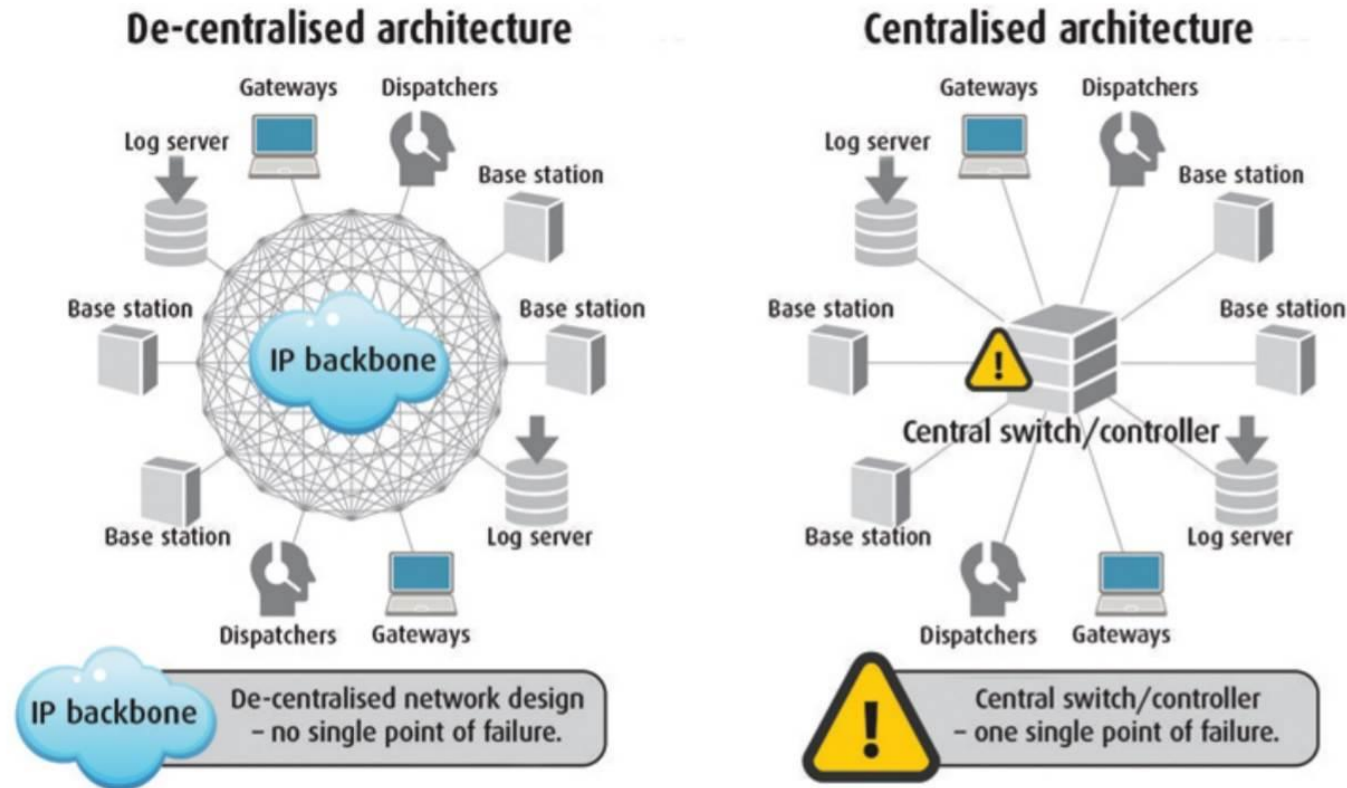 De-centralised architecture
Gateways
Dispatchers
Log server
Base station
Base station
Base station
IP backbone
Base station
Log server
Dispatchers
Gateways
IP backbone
De-centralised network design
– no single point of failure.
Centralised architecture
Gateways
Dispatchers
Log server
Base station
Base station
Base station
!
Central switch/controller
Base station
Log server
Dispatchers
Gateways
!
Central switch/controller
– one single point of failure.